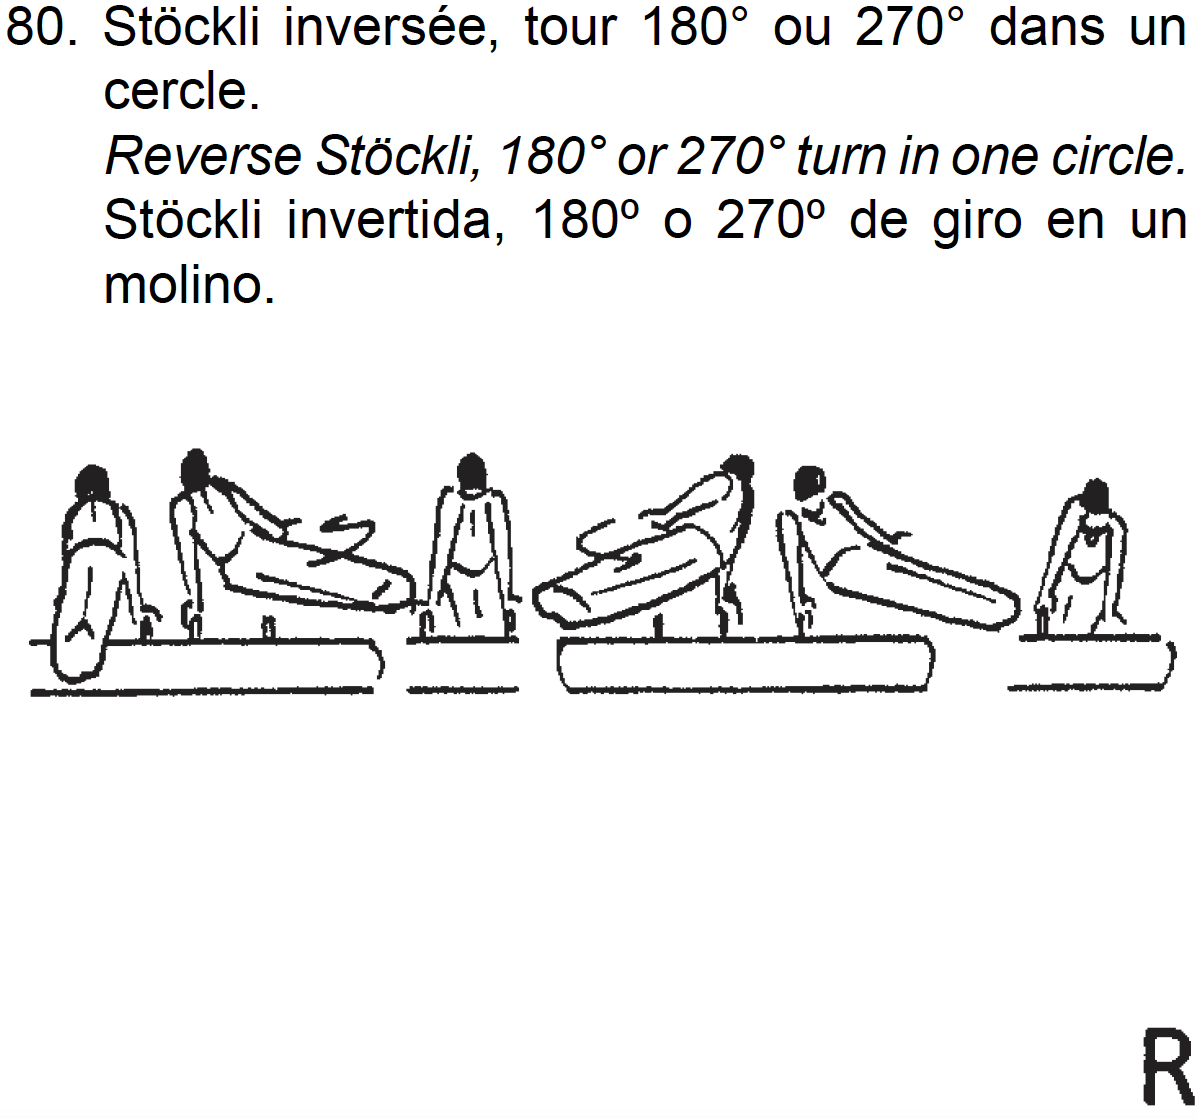 80. Stöckli inversée, tour 180° ou 270° dans un
cercle.
Reverse Stöckli, 180° or 270° turn in one circle.
Stöckli invertida, 180º o 270º de giro en un
molino.
R